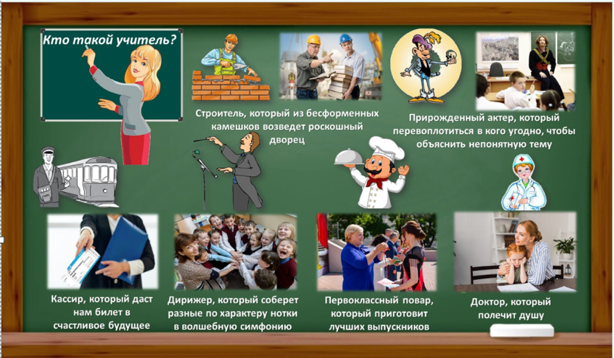 Кто такой учитель?
Строитель, который из бесформенных
камешков возведет роскошный
дворец
Прирожденный актер, который
перевоплотиться в кого угодно, чтобы
объяснить непонятную тему
Кассир, который даст
нам билет в
счастливое будущее
Дирижер, который соберет
разные по характеру нотки
в волшебную симфонию
Первоклассный повар,
который приготовит
лучших выпускников
Доктор, который
полечит душу